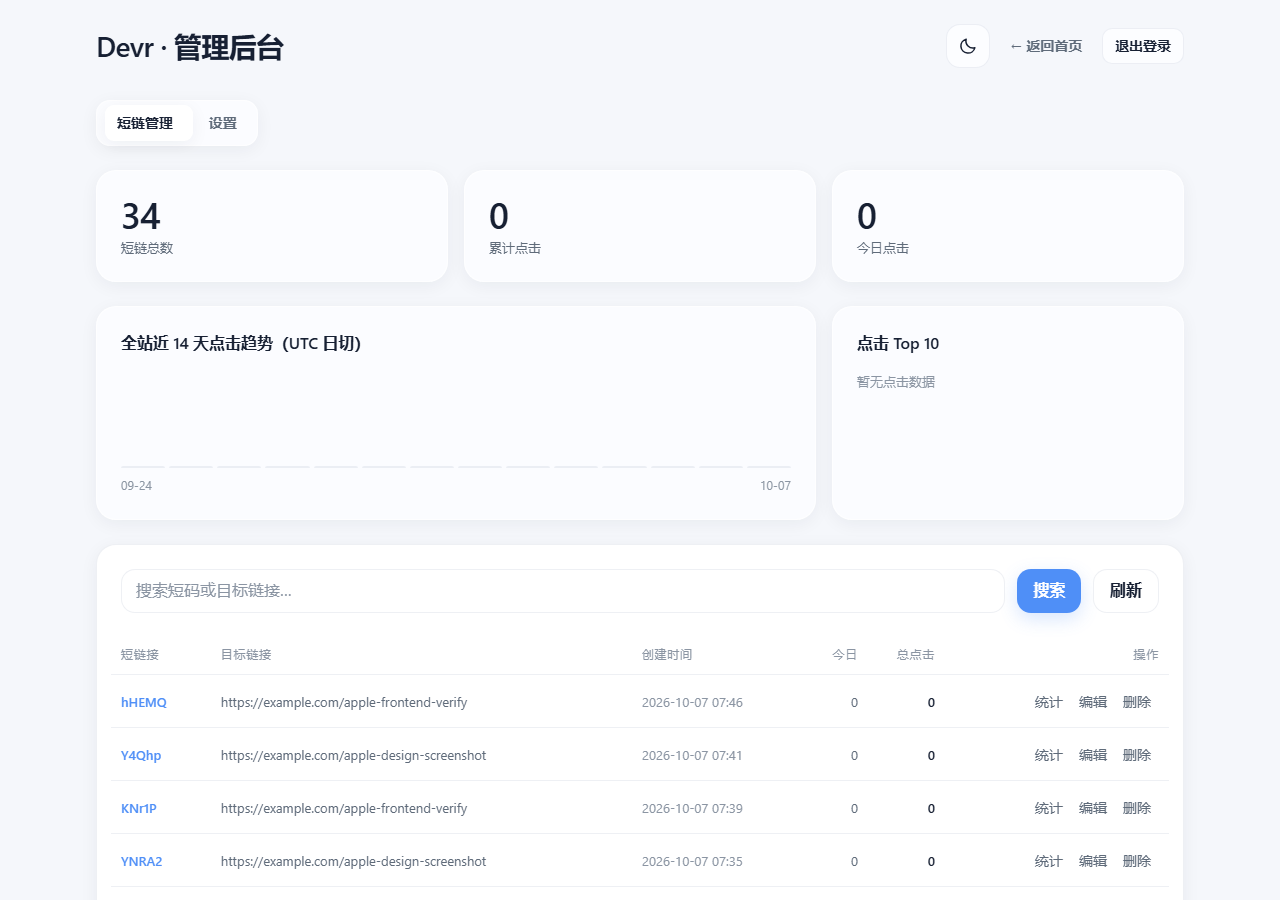 Devr · 管理后台
← 返回首页
退出登录
短链管理
设置
34
短链总数
0
累计点击
0
今日点击
全站近 14 天点击趋势（UTC 日切）
09-24
10-07
点击 Top 10
暂无点击数据
搜索短码或目标链接...
搜索
刷新
短链接 目标链接 创建时间 今日 总点击 操作
hHEMQ https://example.com/apple-frontend-verify 2026-10-07 07:46 0 0 统计 编辑 删除
Y4Qhp https://example.com/apple-design-screenshot 2026-10-07 07:41 0 0 统计 编辑 删除
KNr1P https://example.com/apple-frontend-verify 2026-10-07 07:39 0 0 统计 编辑 删除
YNRA2 https://example.com/apple-design-screenshot 2026-10-07 07:35 0 0 统计 编辑 删除